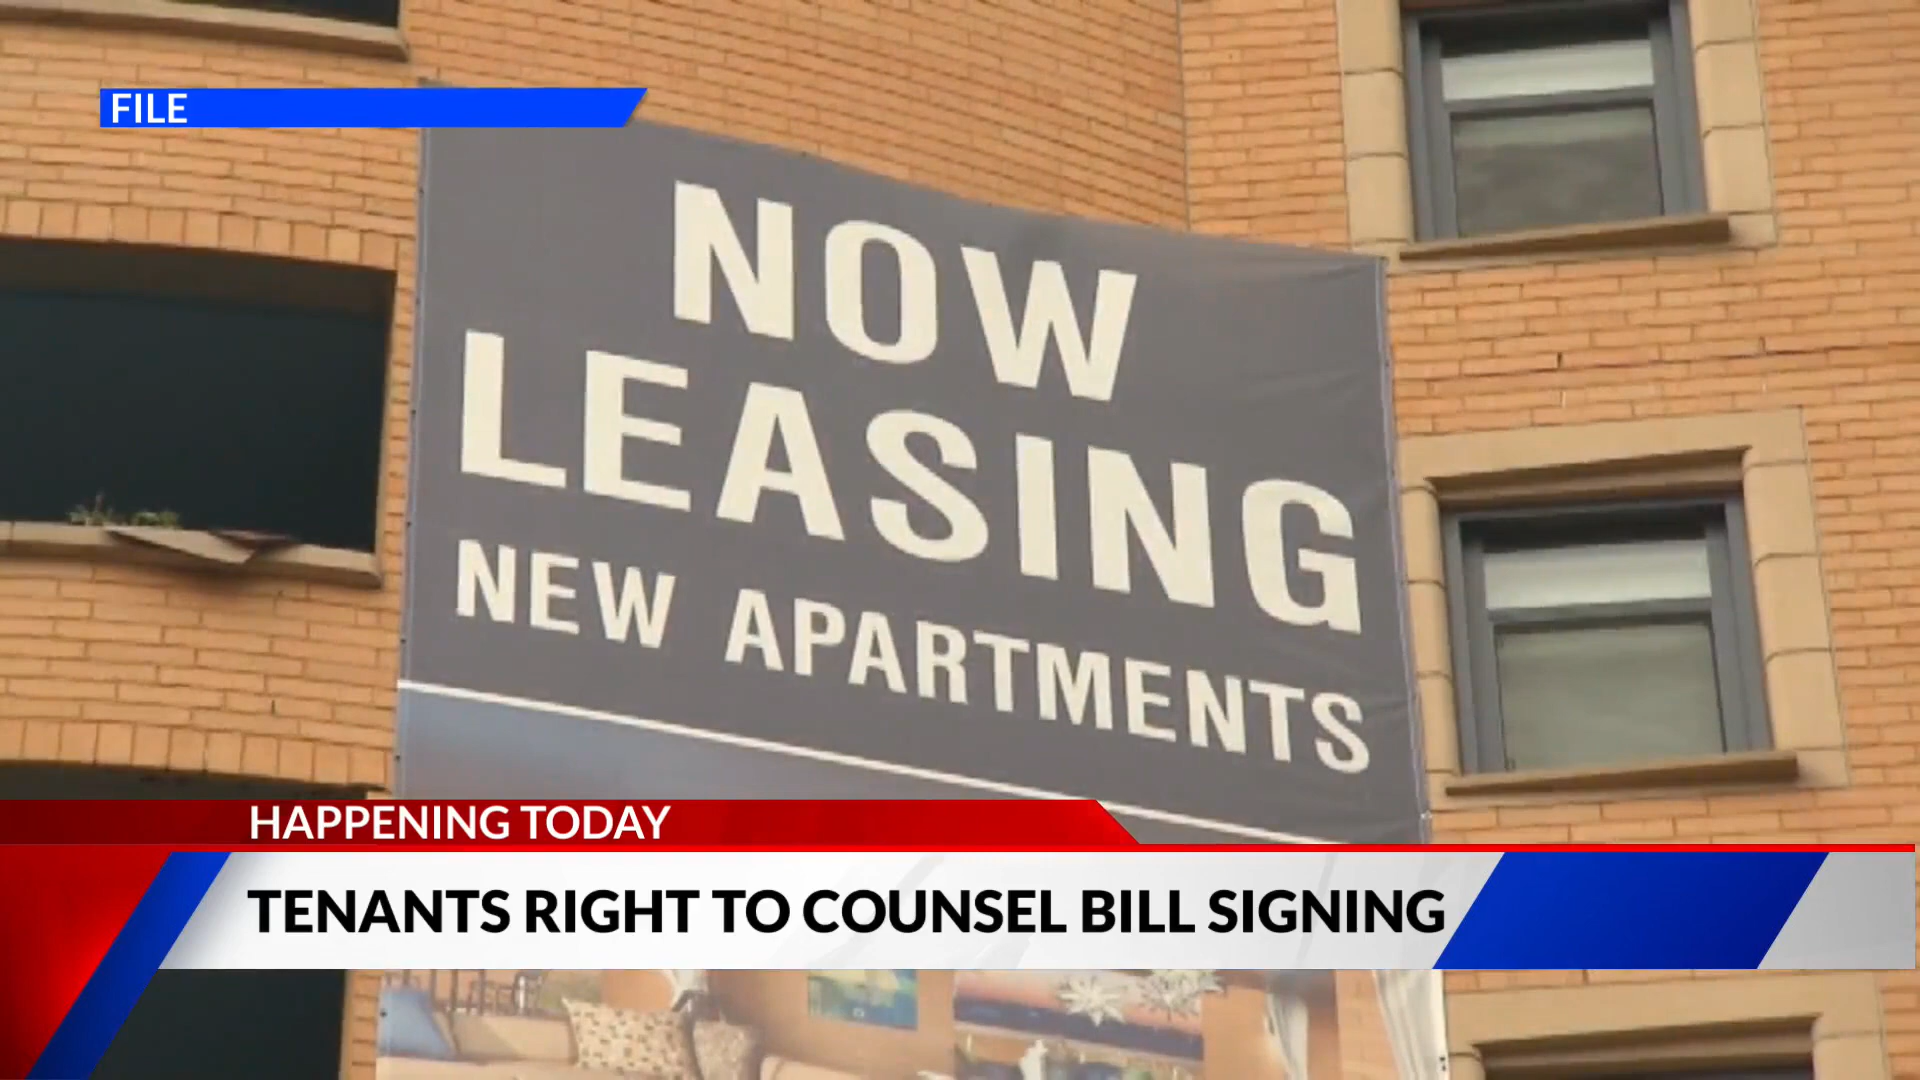 FILE
NOW
LEASING
NEW APARTMENTS
HAPPENING TODAY
TENANTS RIGHT TO COUNSEL BILL SIGNING